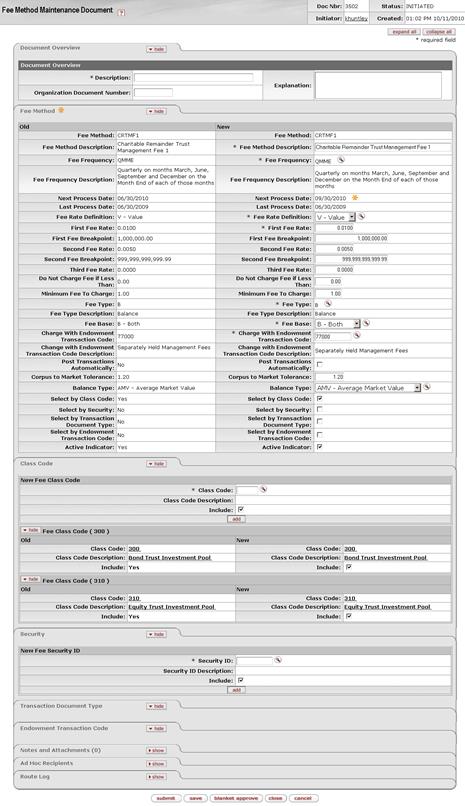 Fee Method Maintenance Document ?
Doc Nbr: 3502 Status: INITIATED
Initiator: khuntley Created: 01:02 PM 10/11/2010
expand all collapse all
* required field
Document Overview hide
Document Overview
* Description: Explanation:
Organization Document Number:
Fee Method hide
Old New
Fee Method: CRTMF1 Fee Method: CRTMF1
Fee Method Description: Charitable Remainder Trust Management Fee 1 * Fee Method Description: Charitable Remainder Trust Management Fee 1
Fee Frequency: QMME * Fee Frequency: QMME
Fee Frequency Description: Quarterly on months March, June, September and December on the Month End of each of those months Fee Frequency Description: Quarterly on months March, June, September and December on the Month End of each of those months
Next Process Date: 06/30/2010 Next Process Date: 09/30/2010
Last Process Date: 06/30/2009 Last Process Date: 06/30/2009
Fee Rate Definition: V - Value * Fee Rate Definition: V - Value
First Fee Rate: 0.0100 * First Fee Rate: 0.0100
First Fee Breakpoint: 1,000,000.00 First Fee Breakpoint: 1,000,000.00
Second Fee Rate: 0.0050 Second Fee Rate: 0.0050
Second Fee Breakpoint: 999,999,999,999.99 Second Fee Breakpoint: 999,999,999,999.99
Third Fee Rate: 0.0000 Third Fee Rate: 0.0000
Do Not Charge Fee if Less Than: 0.00 Do Not Charge Fee if Less Than: 0.00
Minimum Fee To Charge: 1.00 Minimum Fee To Charge: 1.00
Fee Type: B * Fee Type: B
Fee Type Description: Balance Fee Type Description: Balance
Fee Base: B - Both * Fee Base: B - Both
Charge With Endowment Transaction Code: 77000 * Charge With Endowment Transaction Code: 77000
Change with Endowment Transaction Code Description: Separately Held Management Fees Change with Endowment Transaction Code Description: Separately Held Management Fees
Post Transactions Automatically: No Post Transactions Automatically:
Corpus to Market Tolerance: 1.20 Corpus to Market Tolerance: 1.20
Balance Type: AMV - Average Market Value Balance Type: AMV - Average Market Value
Select by Class Code: Yes Select by Class Code:
Select by Security: No Select by Security:
Select by Transaction Document Type: No Select by Transaction Document Type:
Select by Endowment Transaction Code: No Select by Endowment Transaction Code:
Active Indicator: Yes Active Indicator:
Class Code hide
New Fee Class Code
* Class Code:
Class Code Description:
Include:
add
hide Fee Class Code ( 300 )
Old New
Class Code: 300 Class Code: 300
Class Code Description: Bond Trust Investment Pool Class Code Description: Bond Trust Investment Pool
Include: Yes Include:
hide Fee Class Code ( 310 )
Old New
Class Code: 310 Class Code: 310
Class Code Description: Equity Trust Investment Pool Class Code Description: Equity Trust Investment Pool
Include: Yes Include:
Security hide
New Fee Security ID
* Security ID:
Security ID Description:
Include:
add
Transaction Document Type hide
Endowment Transaction Code hide
Notes and Attachments (0) show
Ad Hoc Recipients show
Route Log show
submit save blanket approve close cancel